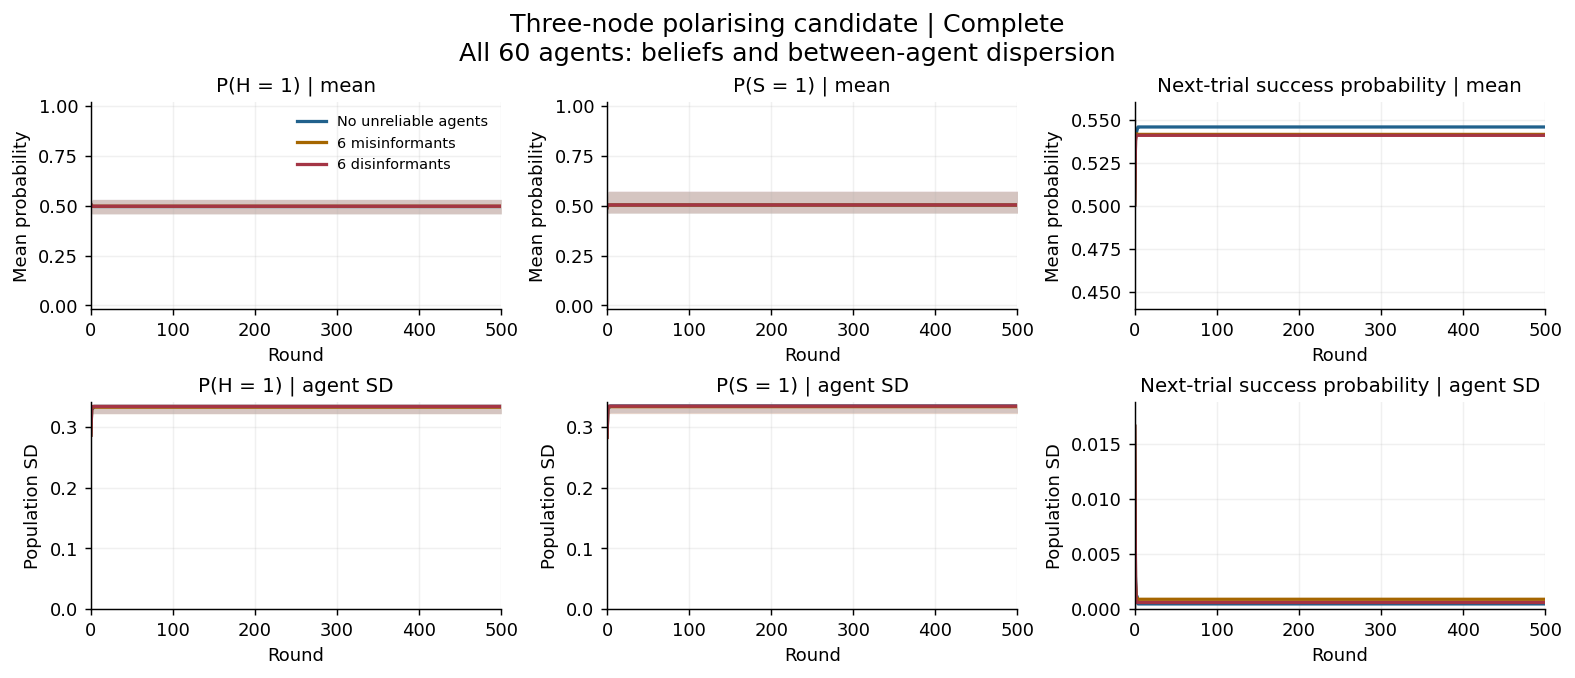 Three-node polarising candidate | Complete
All 60 agents: beliefs and between-agent dispersion
P(H = 1) | mean
Mean probability
1.00
0.75
0.50
0.25
0.00
No unreliable agents
6 misinformants
6 disinformants
0 100 200 300 400 500
Round
P(S = 1) | mean
Mean probability
1.00
0.75
0.50
0.25
0.00
0 100 200 300 400 500
Round
Next-trial success probability | mean
Mean probability
0.550
0.525
0.500
0.475
0.450
0 100 200 300 400 500
Round
P(H = 1) | agent SD
Population SD
0.3
0.2
0.1
0.0
0 100 200 300 400 500
Round
P(S = 1) | agent SD
Population SD
0.3
0.2
0.1
0.0
0 100 200 300 400 500
Round
Next-trial success probability | agent SD
Population SD
0.015
0.010
0.005
0.000
0 100 200 300 400 500
Round